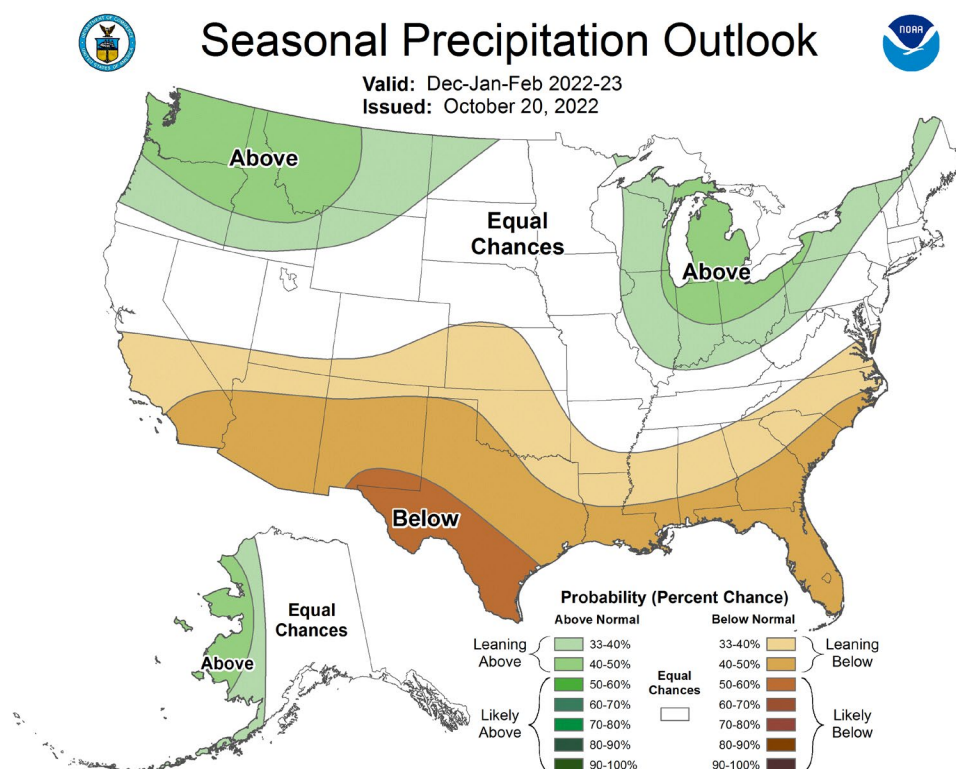 Seasonal Precipitation Outlook
NOAA
Valid: Dec-Jan-Feb 2022-23
Issued: October 20, 2022
Above
Equal
Chances
Above
Below
Equal
Chances
Above
Probability (Percent Chance)
Above Normal
Below Normal
Leaning
Above
33-40%
40-50%
50-60%
60-70%
70-80%
80-90%
90-100%
Likely
Above
Equal
Chances
33-40%
40-50%
50-60%
60-70%
70-80%
80-90%
90-100%
Leaning
Below
Likely
Below